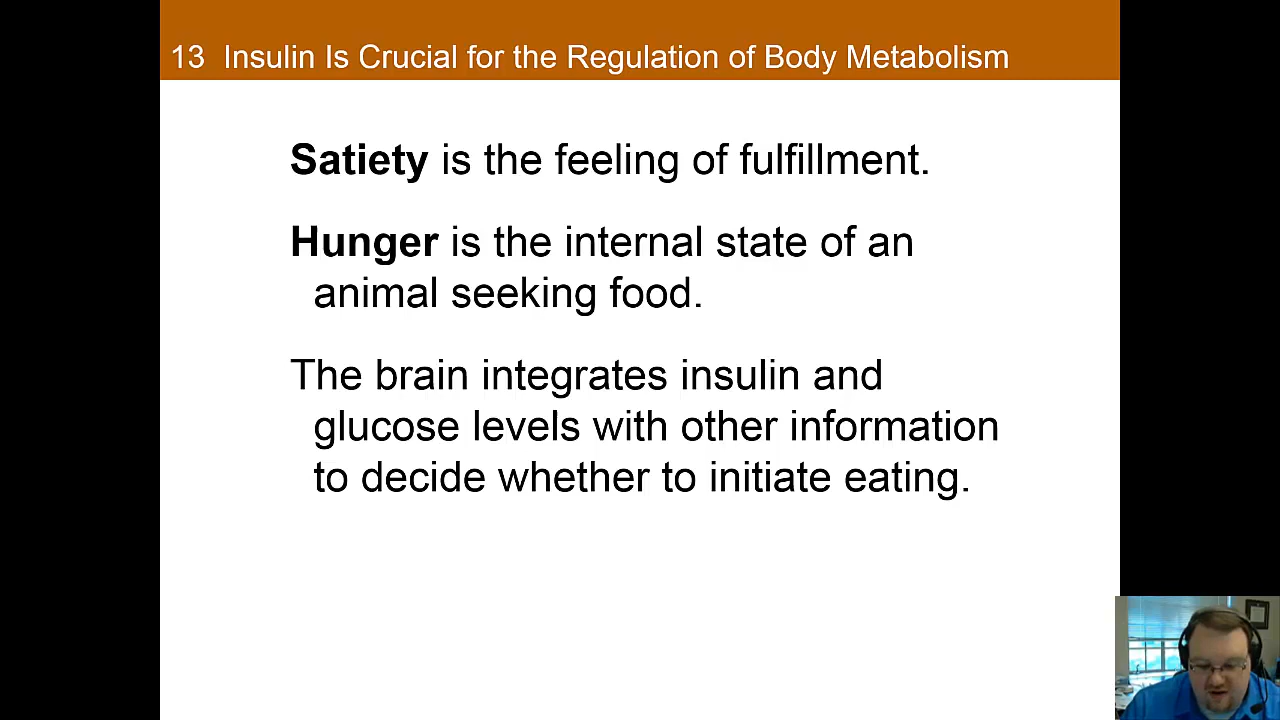 13 Insulin Is Crucial for the Regulation of Body Metabolism
Satiety is the feeling of fulfillment.
Hunger is the internal state of an
animal seeking food.
The brain integrates insulin and
glucose levels with other information
to decide whether to initiate eating.